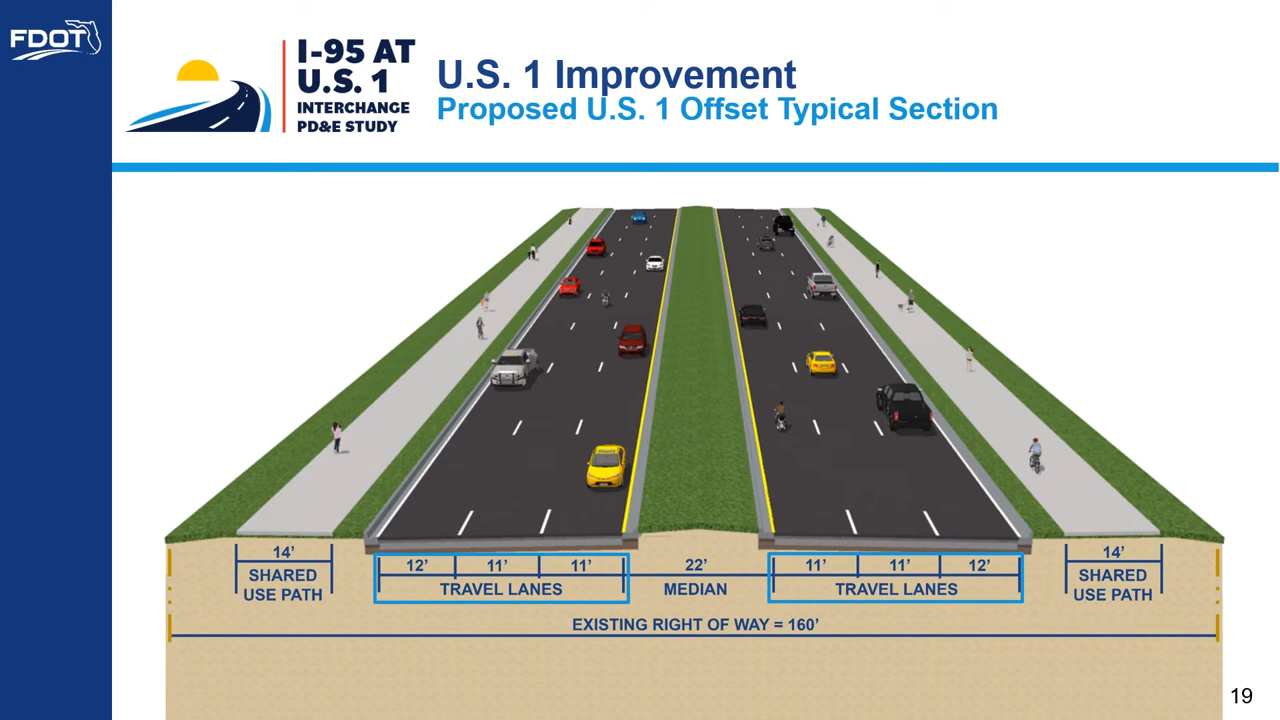 FDOT
I-95 AT
U.S. 1
INTERCHANGE
PD&E STUDY
U.S. 1 Improvement
Proposed U.S. 1 Offset Typical Section
14’
SHARED
USE PATH
12’ 11’ 11’
TRAVEL LANES
22’
MEDIAN
11’ 11’ 12’
TRAVEL LANES
14’
SHARED
USE PATH
EXISTING RIGHT OF WAY = 160’
19